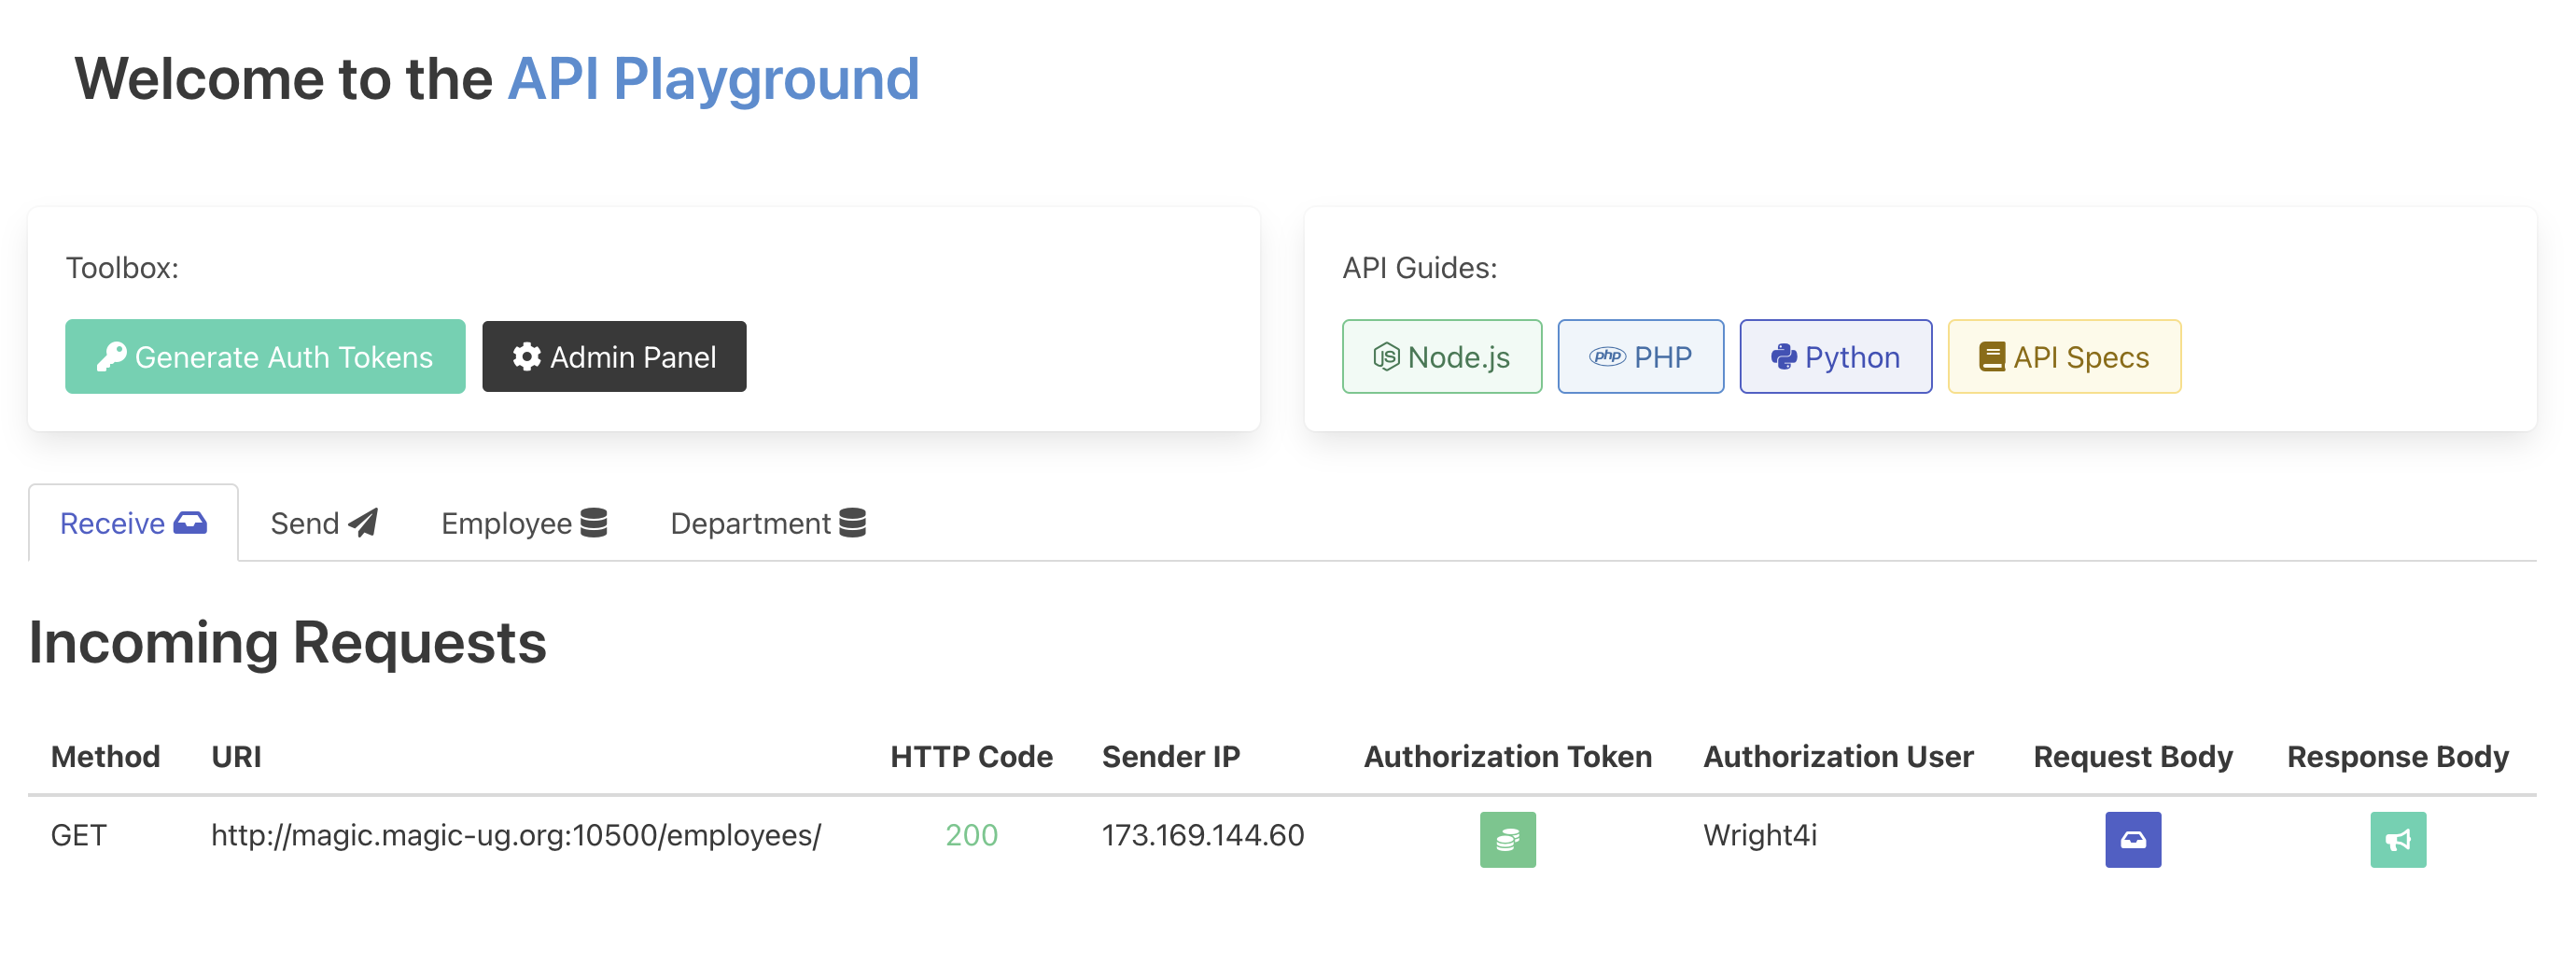 Welcome to the API Playground
Toolbox:
Generate Auth Tokens
Admin Panel
API Guides:
JS Node.js
php PHP
Python
API Specs
Receive
Send
Employee
Department
Incoming Requests
Method URI HTTP Code Sender IP Authorization Token Authorization User Request Body Response Body
GET http://magic.magic-ug.org:10500/employees/ 200 173.169.144.60 Wright4i